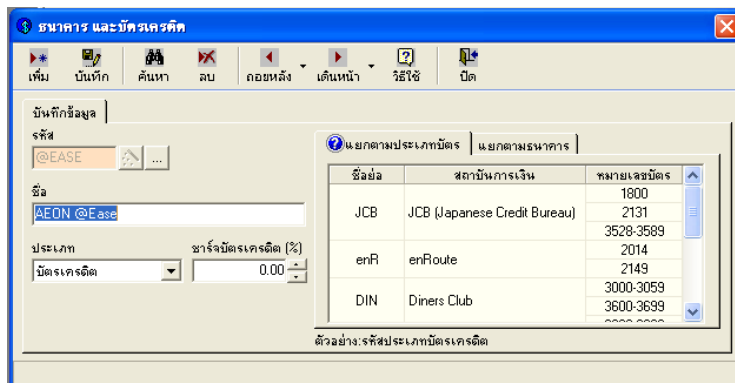 ธนาคาร และบัตรเครดิต
เพิ่ม บันทึก ค้นหา ลบ ถอยหลัง เดินหน้า วิธีใช้ ปิด
บันทึกข้อมูล
รหัส
@EASE ...
ชื่อ
AEON @Ease
ประเภท ชาร์จบัตรเครดิต (%)
บัตรเครดิต 0.00
แยกตามประเภทบัตร แยกตามธนาคาร
ชื่อย่อ สถาบันการเงิน หมายเลขบัตร
1800
JCB JCB (Japanese Credit Bureau) 2131
3528-3589
enR enRoute 2014
2149
DIN Diners Club 3000-3059
3600-3699
ตัวอย่าง:รหัสประเภทบัตรเครดิต